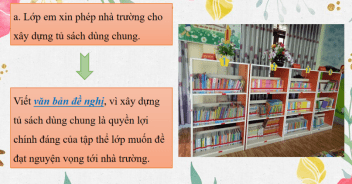 a. Lớp em xin phép nhà trường cho
xây dựng tủ sách dùng chung.
Viết văn bản đề nghị, vì xây dựng
tủ sách dùng chung là quyền lợi
chính đáng của tập thể lớp muốn đề
đạt nguyện vọng tới nhà trường.